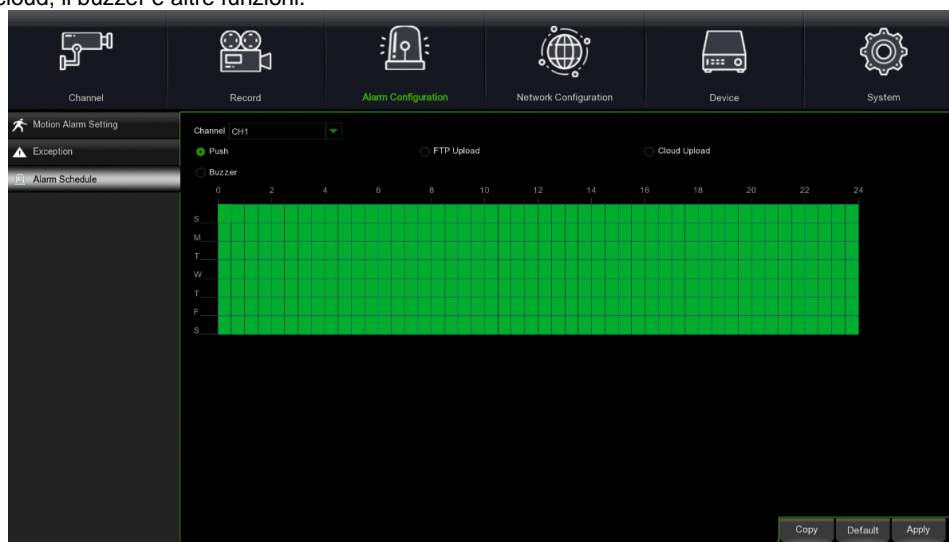 cloud, il buzzer e altre funzioni.
Channel Record Alarm Configuration Network Configuration Device System
Motion Alarm Setting
Exception
Alarm Schedule
Channel CH1
Push FTP Upload Cloud Upload
Buzzer
0 2 4 6 8 10 12 14 16 18 20 22 24
S
M
T
W
T
F
S
Copy Default Apply